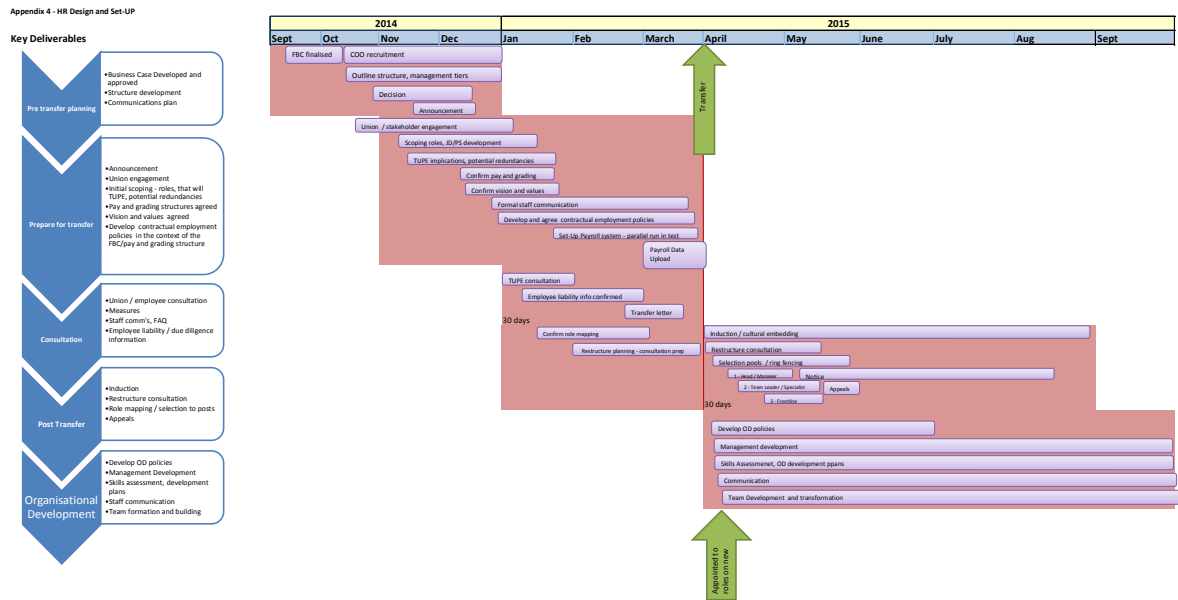 Appendix 4 - HR Design and Set-UP
2014
2015
Key Deliverables
Sept
Oct
Nov
Dec
Jan
Feb
March
April
May
June
July
Aug
Sept
Pre transfer planning
•Business Case Developed and
approved
•Structure development
•Communications plan
FBC finalised
COO recruitment
Outline structure, management tiers
Decision
Announcement
Transfer
Prepare for transfer
•Announcement
•Union engagement
•Initial scoping - roles, that will
TUPE, potential redundancies
•Pay and grading structures agreed
•Vision and values agreed
•Develop contractual employment
policies in the context of the
FBC/pay and grading structure
Union / stakeholder engagement
Scoping roles, JD/PS development
TUPE implications, potential redundancies
Confirm pay and grading
Confirm vision and values
Formal staff communication
Develop and agree contractual employment policies
Set-Up Payroll system - parallel run in test
Payroll Data
Upload
Consultation
•Union / employee consultation
•Measures
•Staff comm's, FAQ
•Employee liability / due diligence
information
TUPE consultation
Employee liability info confirmed
Transfer letter
30 days
Confirm role mapping
Restructure planning - consultation prep
Induction / cultural embedding
Restructure consultation
Selection pools / ring fencing
1 - Head / Manager
Notice
2 - Team Leader / Specialist
Appeals
3 - Frontline
30 days
Post Transfer
•Induction
•Restructure consultation
•Role mapping / selection to posts
•Appeals
Organisational
Development
•Develop OD policies
•Management Development
•Skills assessment, development
plans
•Staff communication
•Team formation and building
Develop OD policies
Management development
Skills Assessmenet, OD development ppans
Communication
Team Development and transformation
Appointed to
roles on new